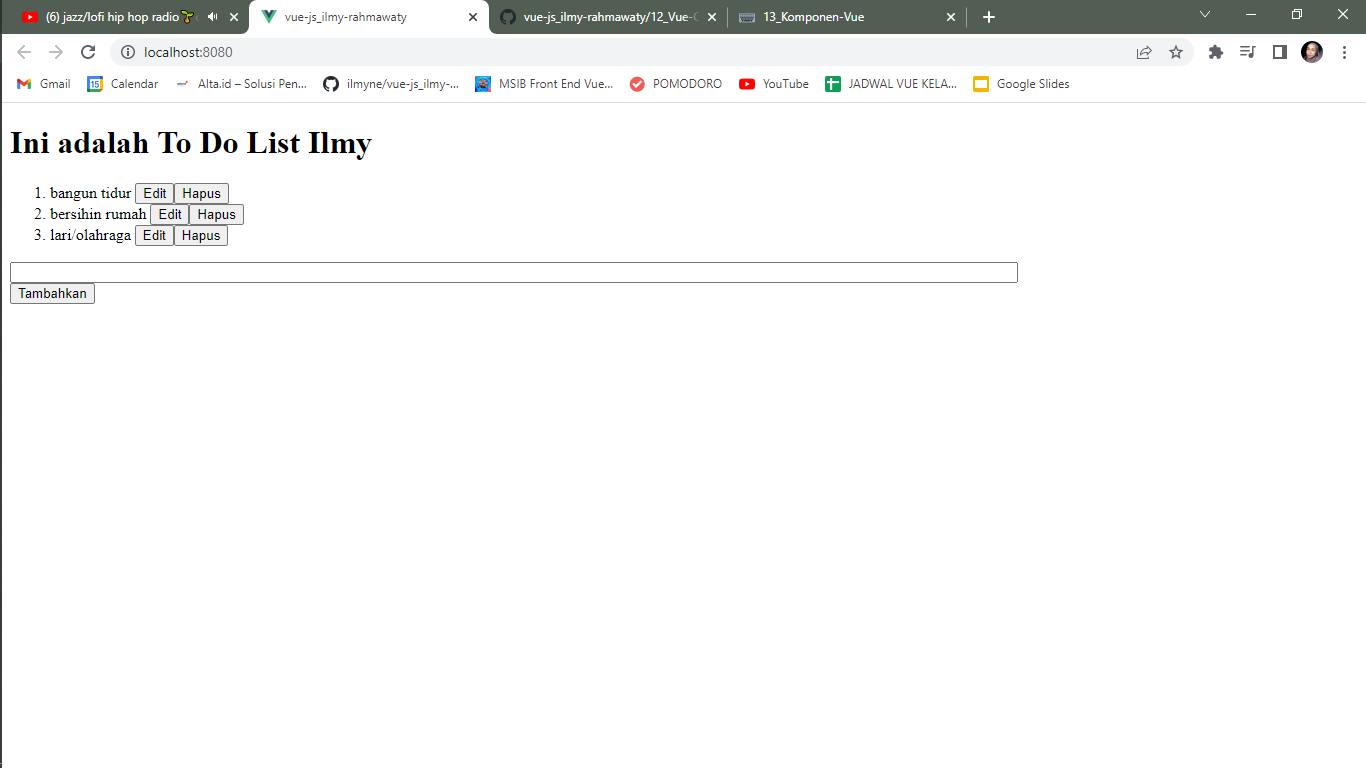 (6) jazz/lofi hip hop radio🌱 vue-js_ilmy-rahmawaty vue-js_ilmy-rahmawaty/12_Vue- 13_Komponen-Vue
localhost:8080
Gmail 15 Calendar Alta.id – Solusi Pen... ilmyne/vue-js_ilmy-... MSIB Front End Vue... POMODORO YouTube JADWAL VUE KELA... Google Slides
Ini adalah To Do List Ilmy
1. bangun tidur Edit Hapus
2. bersihin rumah Edit Hapus
3. lari/olahraga Edit Hapus
Tambahkan